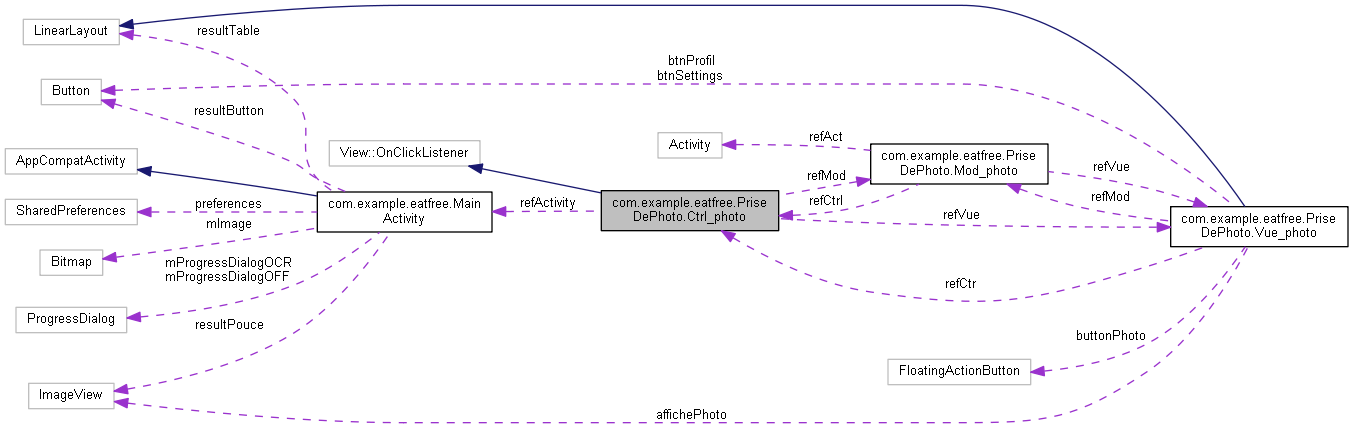 LinearLayout
resultTable
btnProfil
btnSettings
Button
resultButton
AppCompatActivity
View::OnClickListener
refAct
Activity
com.example.eatfree.Prise
DePhoto.Mod_photo
refVue
refMod
refMod
refCtrl
com.example.eatfree.Main
Activity
refActivity
com.example.eatfree.Prise
DePhoto.Ctrl_photo
refVue
com.example.eatfree.Prise
DePhoto.Vue_photo
SharedPreferences
preferences
mImage
Bitmap
mProgressDialogOCR
mProgressDialogOFF
refCtr
ProgressDialog
resultPouce
buttonPhoto
FloatingActionButton
ImageView
affichePhoto